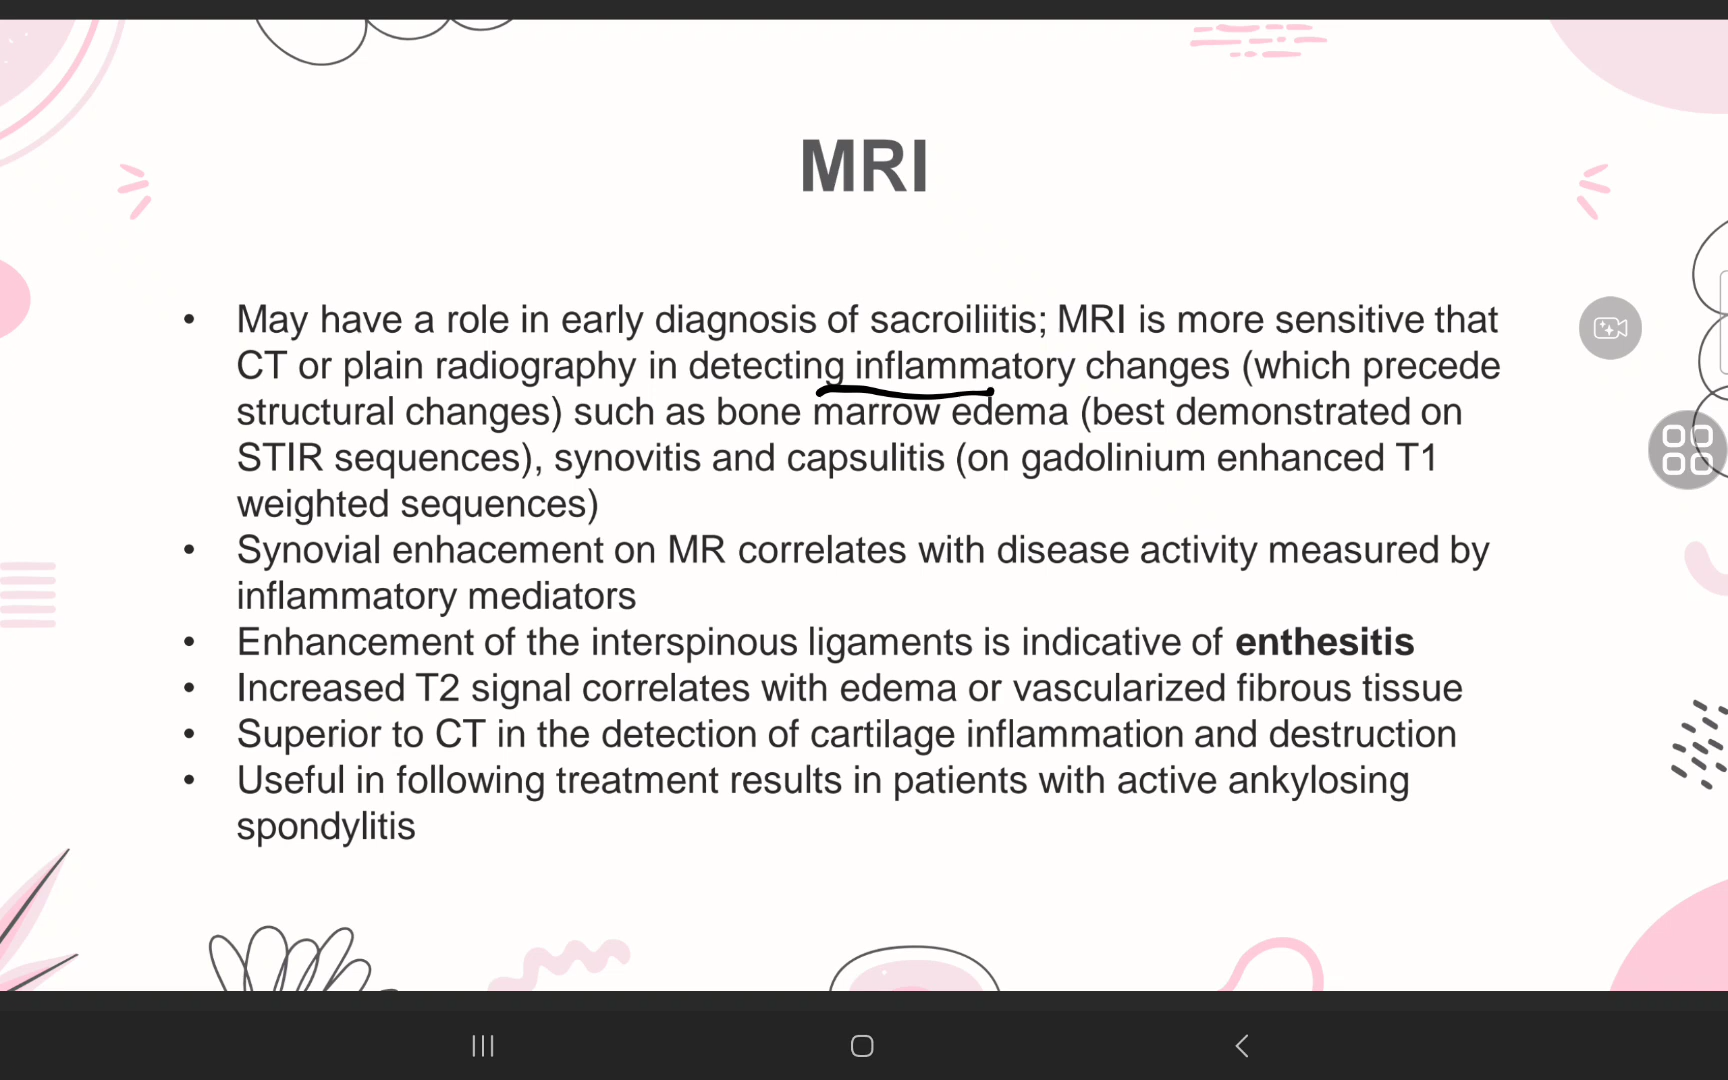 MRI
• May have a role in early diagnosis of sacroiliitis; MRI is more sensitive that
CT or plain radiography in detecting inflammatory changes (which precede
structural changes) such as bone marrow edema (best demonstrated on
STIR sequences), synovitis and capsulitis (on gadolinium enhanced T1
weighted sequences)
• Synovial enhacement on MR correlates with disease activity measured by
inflammatory mediators
• Enhancement of the interspinous ligaments is indicative of enthesitis
• Increased T2 signal correlates with edema or vascularized fibrous tissue
• Superior to CT in the detection of cartilage inflammation and destruction
• Useful in following treatment results in patients with active ankylosing
spondylitis